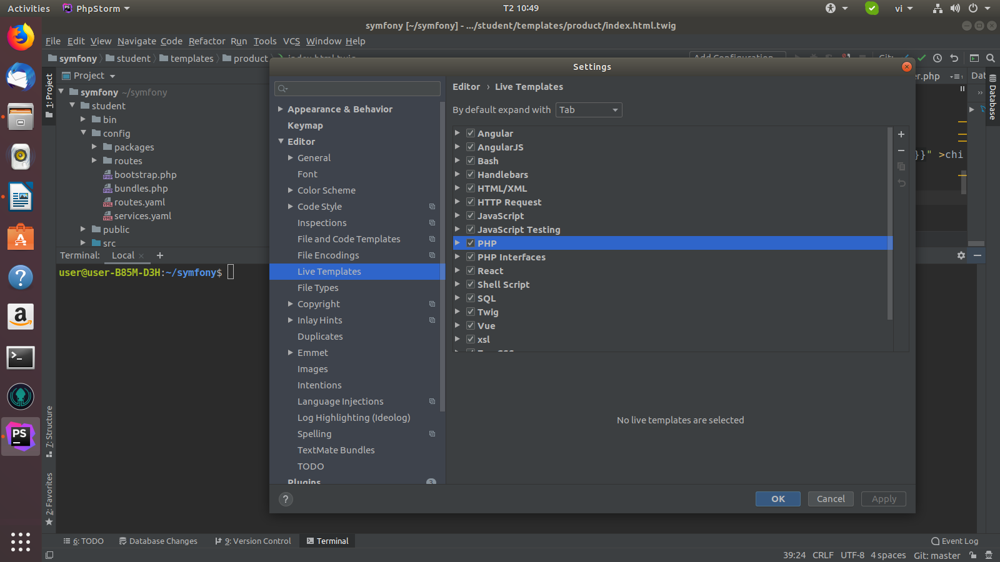 Activities
PhpStorm
T2 10:49
vi
symfony [~/symfony] - .../student/templates/product/index.html.twig
File Edit View Navigate Code Refactor Run Tools VCS Window Help
symfony student templates product
1: Project
Project
symfony ~/symfony
student
bin
config
packages
routes
bootstrap.php
bundles.php
routes.yaml
services.yaml
public
src
Terminal: Local
user@user-B85M-D3H:~/symfony$
7: Structure
2: Favorites
Settings
Appearance & Behavior
Keymap
Editor
General
Font
Color Scheme
Code Style
Inspections
File and Code Templates
File Encodings
Live Templates
File Types
Copyright
Inlay Hints
Duplicates
Emmet
Images
Intentions
Language Injections
Log Highlighting (Ideolog)
Spelling
TextMate Bundles
TODO
Plugins 3
Editor › Live Templates
By default expand with Tab
Angular
AngularJS
Bash
Handlebars
HTML/XML
HTTP Request
JavaScript
JavaScript Testing
PHP
PHP Interfaces
React
Shell Script
SQL
Twig
Vue
xsl
No live templates are selected
?
OK
Cancel
Apply
er.php
Dat
Database
}}" >chi
6: TODO
Database Changes
9: Version Control
Terminal
Event Log
39:24 CRLF UTF-8 4 spaces Git: master